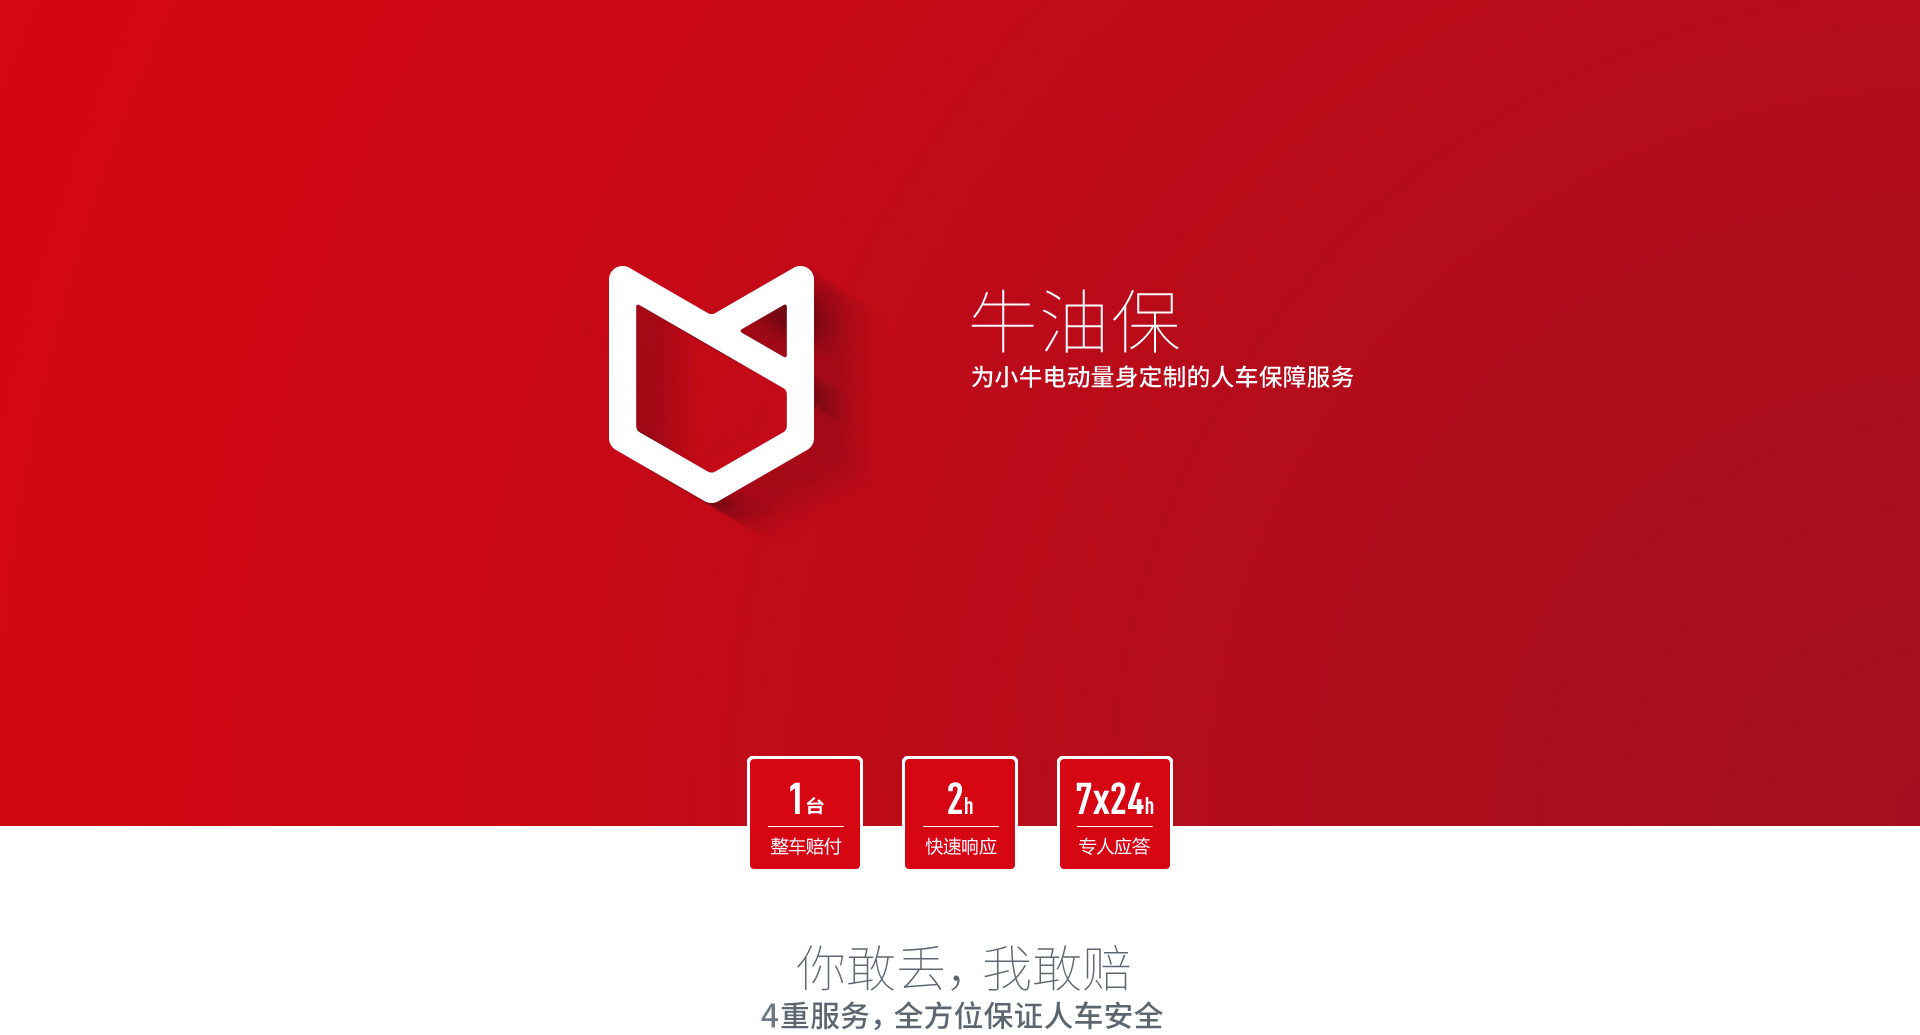 牛油保
为小牛电动量身定制的人车保障服务
1台
整车赔付
2h
快速响应
7x24h
专人应答
你敢丢，我敢赔
4重服务，全方位保证人车安全